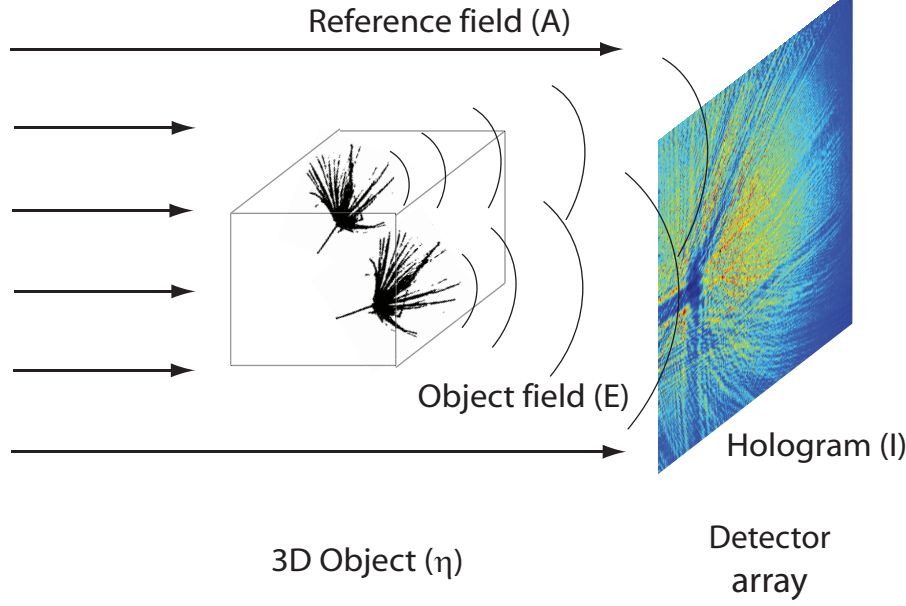 Reference field (A)
Object field (E)
Hologram (I)
3D Object (η)
Detector
array